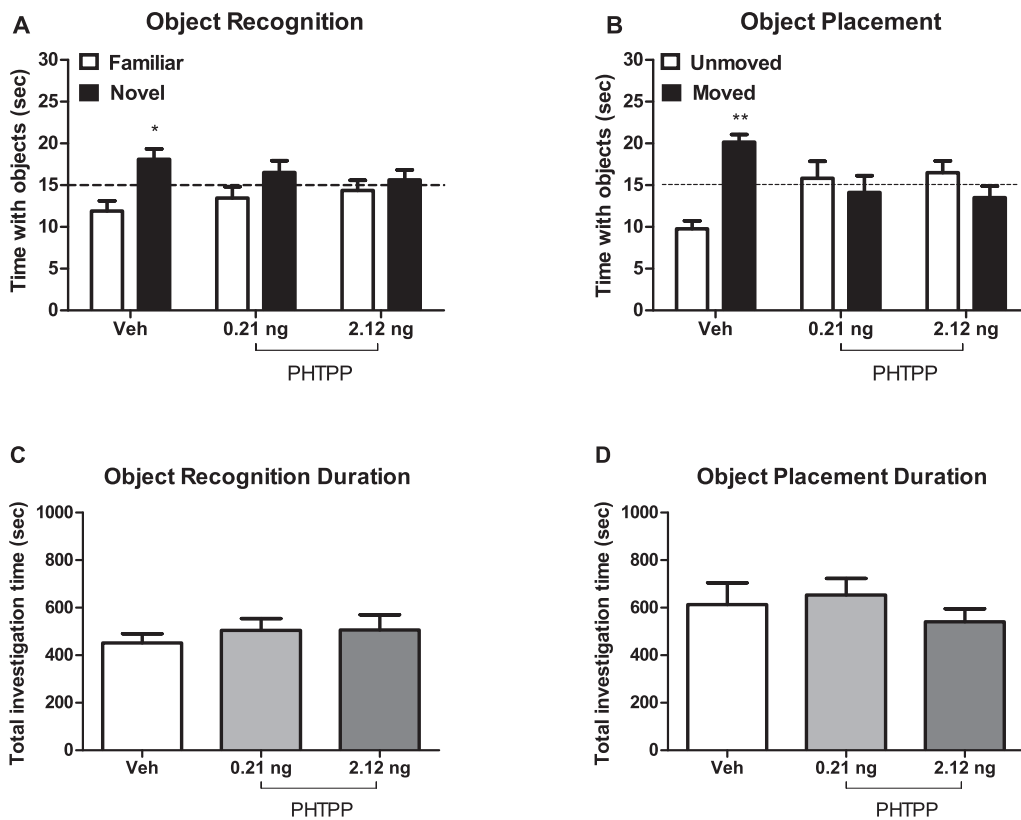 A
Object Recognition
Time with objects (sec)
30
25
20
15
10
5
0
Familiar
Novel
*
Veh
0.21 ng
2.12 ng
PHTPP
B
Object Placement
Time with objects (sec)
30
25
20
15
10
5
0
Unmoved
Moved
**
Veh
0.21 ng
2.12 ng
PHTPP
C
Object Recognition Duration
Total investigation time (sec)
1000
800
600
400
200
0
Veh
0.21 ng
2.12 ng
PHTPP
D
Object Placement Duration
Total investigation time (sec)
1000
800
600
400
200
0
Veh
0.21 ng
2.12 ng
PHTPP